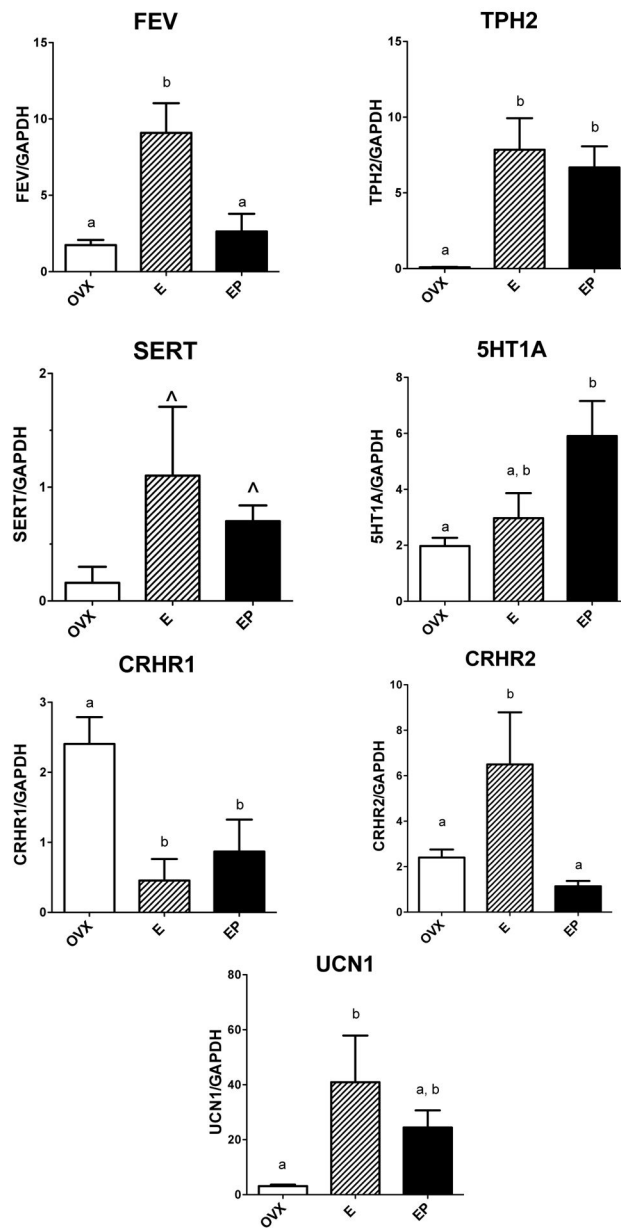 FEV
FEV/GAPDH
15
10
5
0
a
b
a
OVX
E
EP
TPH2
TPH2/GAPDH
15
10
5
0
a
b
b
OVX
E
EP
SERT
SERT/GAPDH
2
1
0
^
^
OVX
E
EP
5HT1A
5HT1A/GAPDH
8
6
4
2
0
a
a, b
b
OVX
E
EP
CRHR1
CRHR1/GAPDH
3
2
1
0
a
b
b
OVX
E
EP
CRHR2
CRHR2/GAPDH
10
8
6
4
2
0
a
b
a
OVX
E
EP
UCN1
UCN1/GAPDH
80
60
40
20
0
a
b
a, b
OVX
E
EP